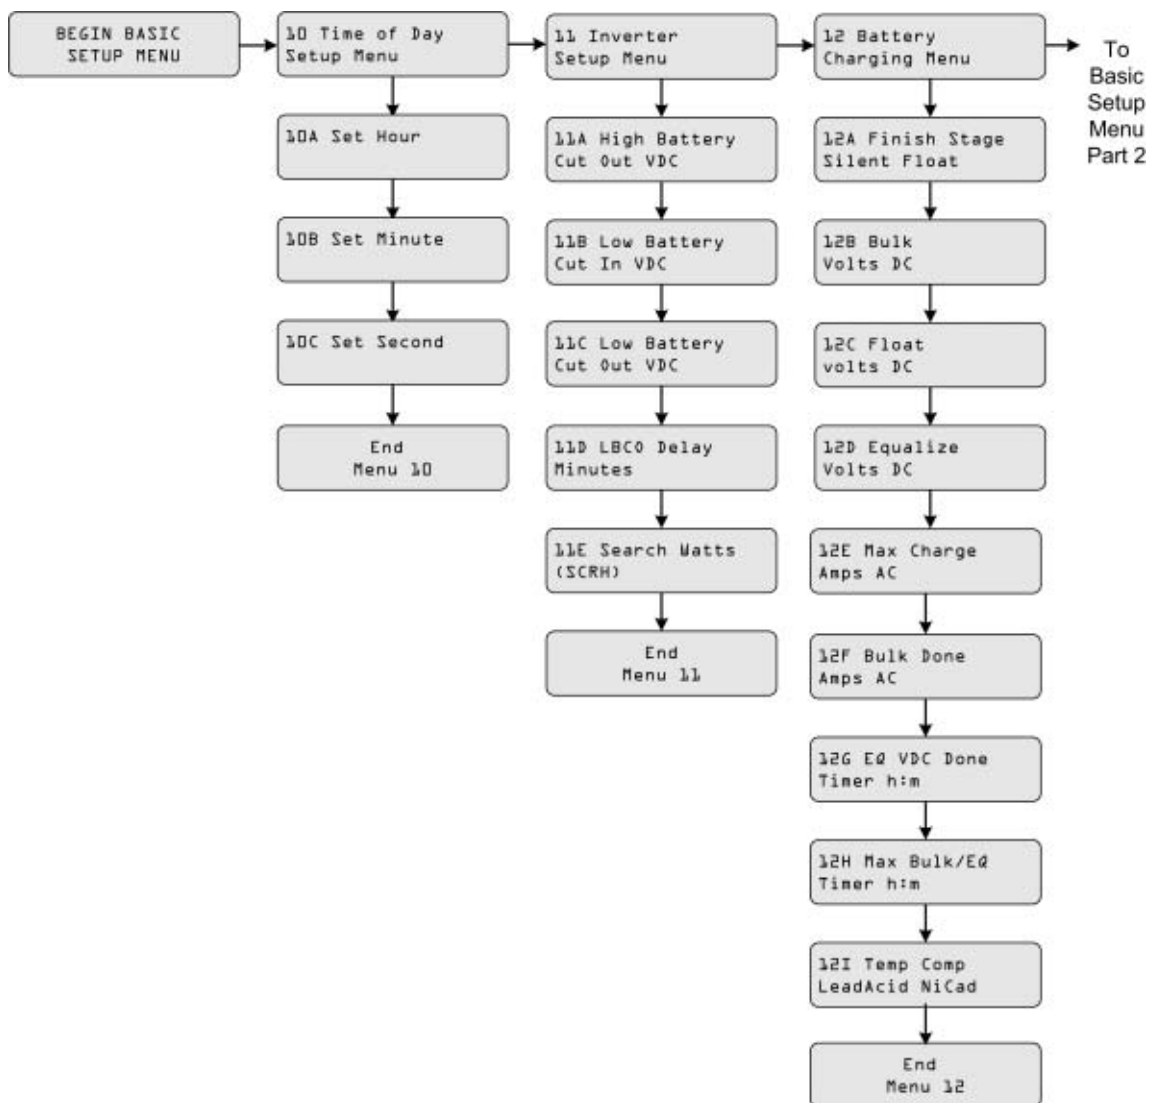 BEGIN BASIC
SETUP MENU
10 Time of Day
Setup Menu
10A Set Hour
10B Set Minute
10C Set Second
End
Menu 10
11 Inverter
Setup Menu
11A High Battery
Cut Out VDC
11B Low Battery
Cut In VDC
11C Low Battery
Cut Out VDC
11D LBCO Delay
Minutes
11E Search Watts
(SCRH)
End
Menu 11
12 Battery
Charging Menu
12A Finish Stage
Silent Float
12B Bulk
Volts DC
12C Float
volts DC
12D Equalize
Volts DC
12E Max Charge
Amps AC
12F Bulk Done
Amps AC
12G EQ VDC Done
Timer h:m
12H Max Bulk/EQ
Timer h:m
12I Temp Comp
LeadAcid NiCad
End
Menu 12
To
Basic
Setup
Menu
Part 2